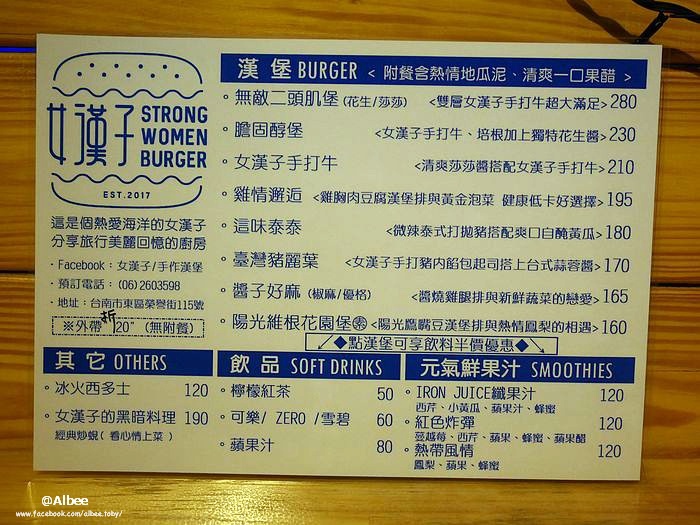 女漢子 STRONG WOMEN BURGER
EST.2017
這是個熱愛海洋的女漢子
分享旅行美麗回憶的廚房
· Facebook：女漢子/手作漢堡
· 預訂電話：(06)2603598
· 地址：台南市東區榮譽街115號
※外帶折20" (無附餐)
漢堡 BURGER < 附餐含熱情地瓜泥、清爽一口果醋 >
。無敵二頭肌堡 (花生/莎莎) <雙層女漢子手打牛超大滿足> 280
。膽固醇堡 <女漢子手打牛、培根加上獨特花生醬> 230
。女漢子手打牛 <清爽莎莎醬搭配女漢子手打牛> 210
。雞情邂逅 <雞胸肉豆腐漢堡排與黃金泡菜 健康低卡好選擇> 195
。這味泰泰 <微辣泰式打拋豬搭配爽口自醃黃瓜> 180
。臺灣豬麗葉 <女漢子手打豬內餡包起司搭上台式蒜蓉醬> 170
。醬子好麻 (椒麻/優格) <醬燒雞腿排與新鮮蔬菜的戀愛> 165
。陽光維根花園堡 <陽光鷹嘴豆漢堡排與熱情鳳梨的相遇> 160
◆點漢堡可享飲料半價優惠◆
其它 OTHERS
。冰火西多士 120
。女漢子的黑暗料理 190
經典炒蜆( 看心情上菜 )
飲品 SOFT DRINKS
。檸檬紅茶 50
。可樂/ ZERO /雪碧 60
。蘋果汁 80
元氣鮮果汁 SMOOTHIES
。IRON JUICE纖果汁 120
西芹、小黃瓜、蘋果汁、蜂蜜
。紅色炸彈 120
蔓越莓、西芹、蘋果、蜂蜜、蘋果醋
。熱帶風情 120
鳳梨、蘋果、蜂蜜
@Albee
www.facebook.com/albee.toby/